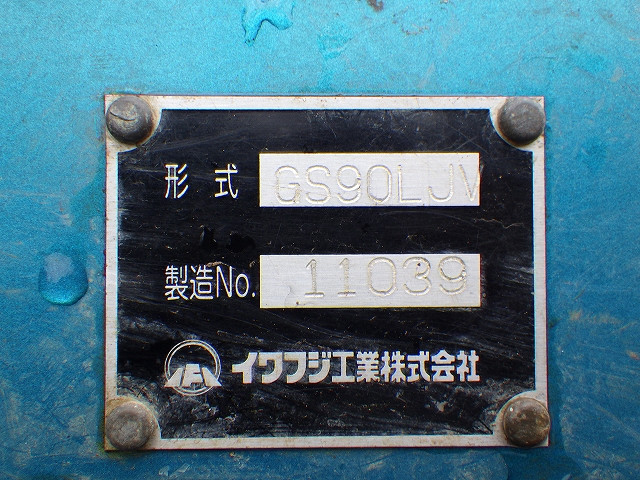 形式 GS90LJV
製造No. 11039
イワフジ工業株式会社